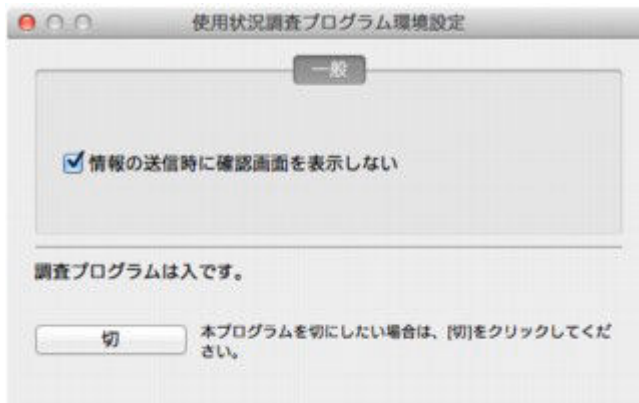 使用状況調査プログラム環境設定
一般
情報の送信時に確認画面を表示しない
調査プログラムは入です。
切
本プログラムを切にしたい場合は、[切]をクリックしてくだ
さい。